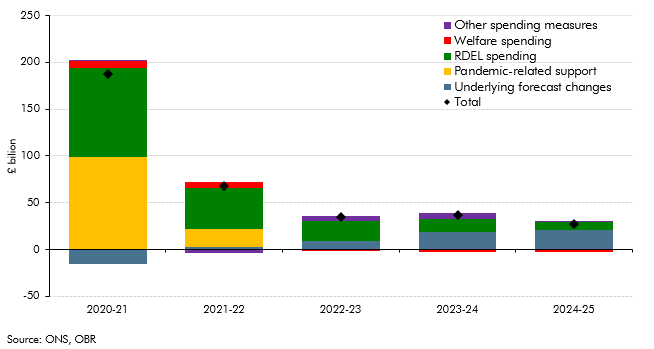 £ bilion
250
200
150
100
50
0
-50
Other spending measures
Welfare spending
RDEL spending
Pandemic-related support
Underlying forecast changes
Total
2020-21
2021-22
2022-23
2023-24
2024-25
Source: ONS, OBR